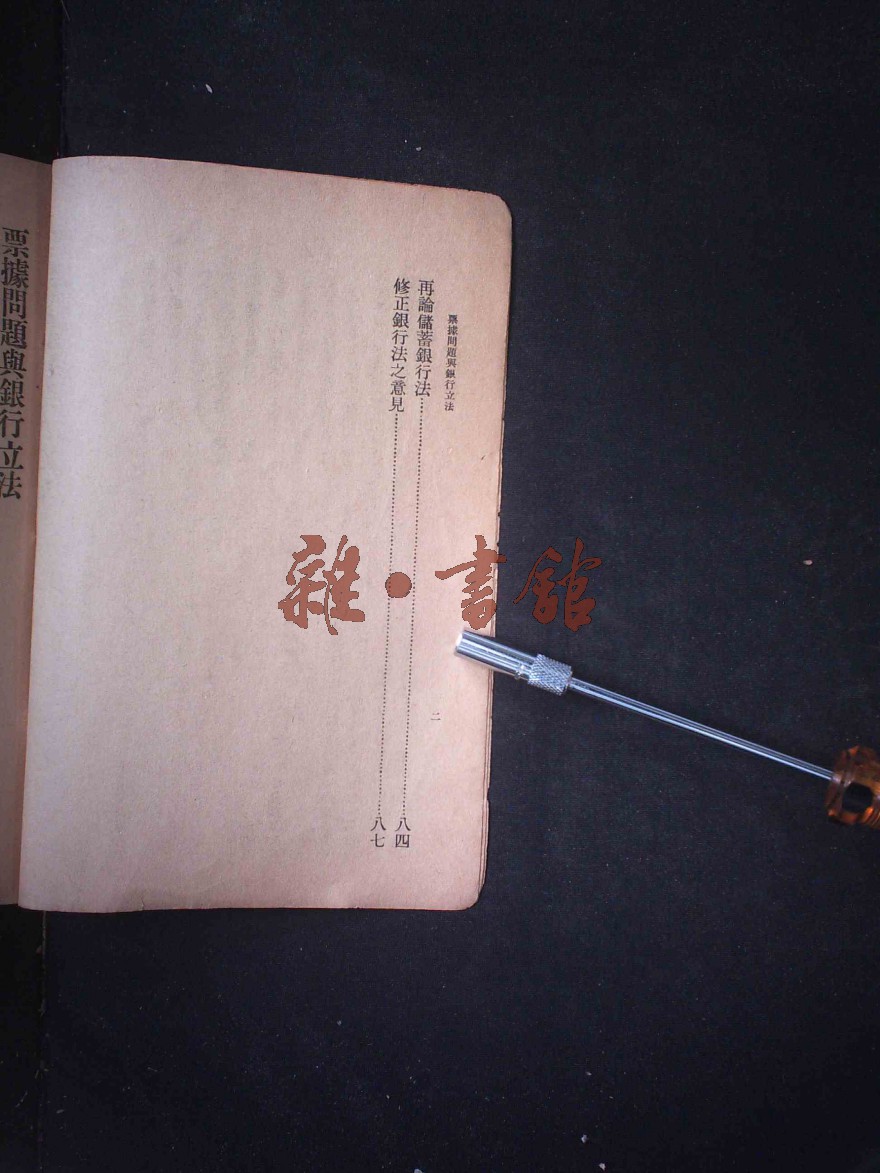 票據問題與銀行立法
二
再論儲蓄銀行法……八四
修正銀行法之意見……八七
票據問題與銀行立法
雜·書館